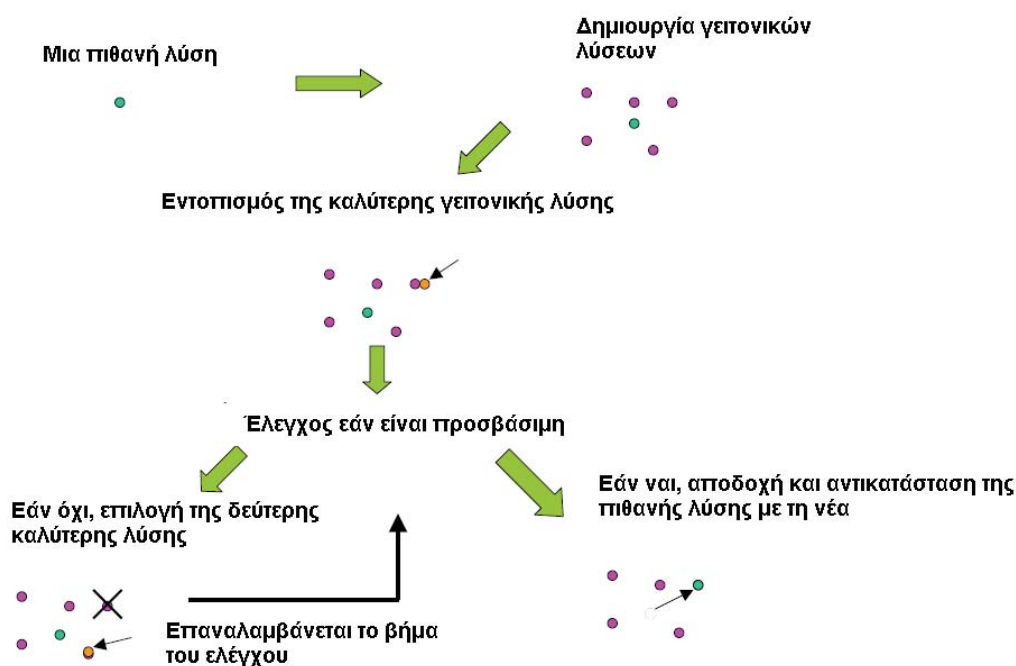 Μια πιθανή λύση
Δημιουργία γειτονικών
λύσεων
Εντοπισμός της καλύτερης γειτονικής λύσης
Έλεγχος εάν είναι προσβάσιμη
Εάν όχι, επιλογή της δεύτερης
καλύτερης λύσης
Εάν ναι, αποδοχή και αντικατάσταση της
πιθανής λύσης με τη νέα
Επαναλαμβάνεται το βήμα
του ελέγχου